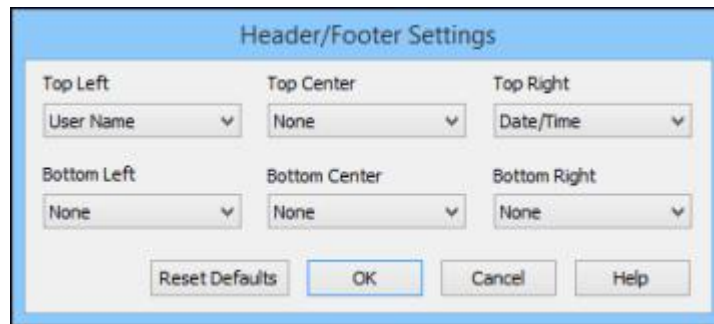 Header/Footer Settings
Top Left Top Center Top Right
User Name None Date/Time
Bottom Left Bottom Center Bottom Right
None None None
Reset Defaults OK Cancel Help